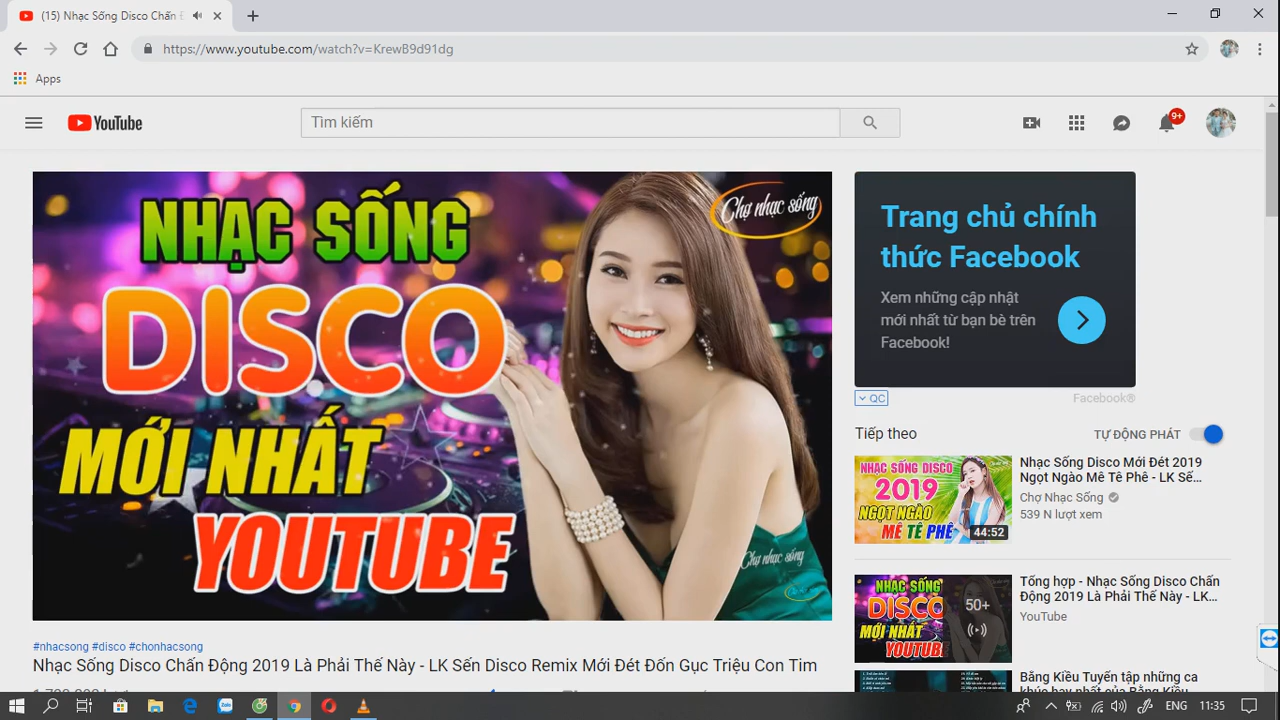 (15) Nhạc Sống Disco Chấn
https://www.youtube.com/watch?v=KrewB9d91dg
Apps
YouTube
Tìm kiếm
9+
NHẠC SỐNG
DISCO
MỚI NHẤT
YOUTUBE
Chợ nhạc sống
Chợ nhạc sống
Trang chủ chính
thức Facebook
Xem những cập nhật
mới nhất từ bạn bè trên
Facebook!
QC
Facebook®
Tiếp theo
TỰ ĐỘNG PHÁT
NHẠC SỐNG DISCO
2019
NGỌT NGÀO
MÊ TÊ PHÊ
44:52
Nhạc Sống Disco Mới Đét 2019
Ngọt Ngào Mê Tê Phê - LK Sế...
Chợ Nhạc Sống
539 N lượt xem
NHẠC SỐNG
DISCO
MỚI NHẤT
YOUTUBE
50+
Tổng hợp - Nhạc Sống Disco Chấn
Động 2019 Là Phải Thế Này - LK...
YouTube
Bằng Kiều Tuyển tập những ca
#nhacsong #disco #chonhacsong
Nhạc Sống Disco Chấn Động 2019 Là Phải Thế Này - LK Sến Disco Remix Mới Đét Đốn Gục Triệu Con Tim
Zalo
ENG
11:35